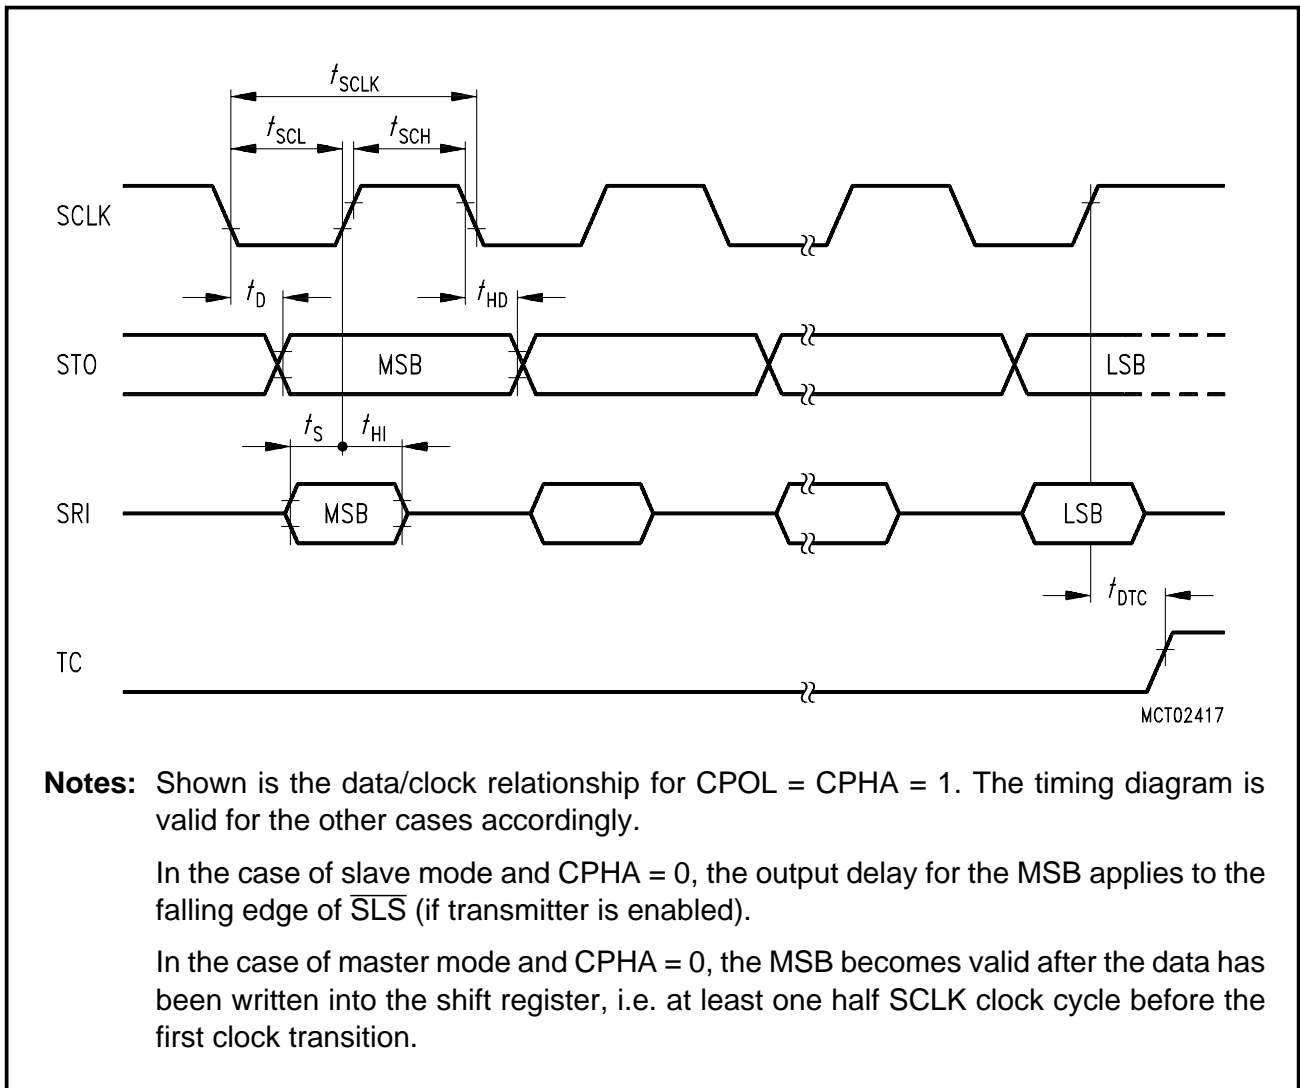 tSCLK
tSCL
tSCH
SCLK
tD
tHD
STO
MSB
LSB
tS
tHI
SRI
MSB
LSB
tDTC
TC
MCT02417
Notes: Shown is the data/clock relationship for CPOL = CPHA = 1. The timing diagram is
valid for the other cases accordingly.
In the case of slave mode and CPHA = 0, the output delay for the MSB applies to the
falling edge of S̅L̅S̅ (if transmitter is enabled).
In the case of master mode and CPHA = 0, the MSB becomes valid after the data has
been written into the shift register, i.e. at least one half SCLK clock cycle before the
first clock transition.